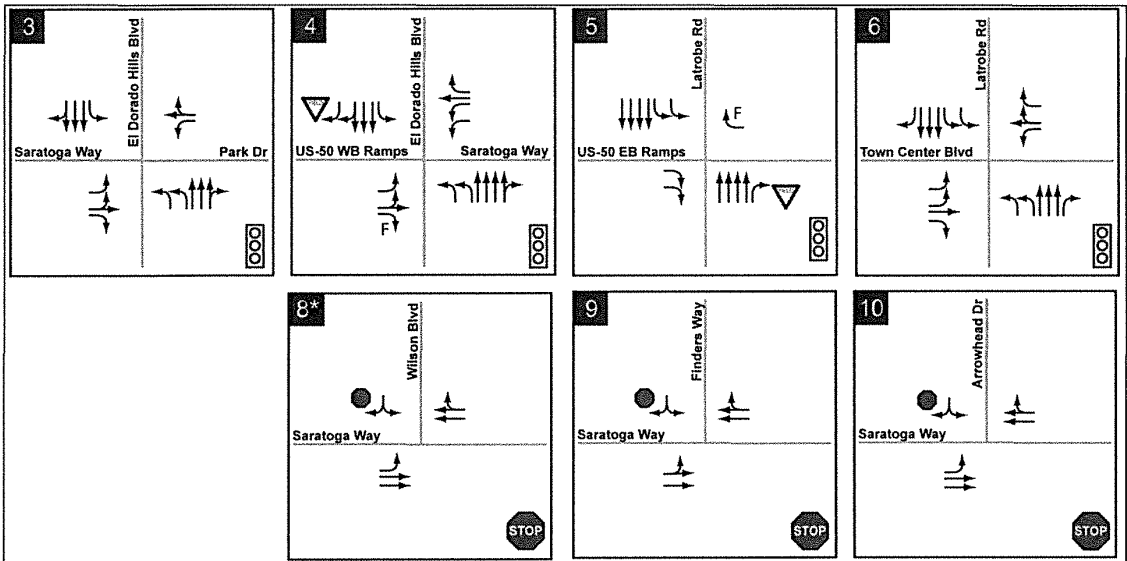 3
El Dorado Hills Blvd
Saratoga Way
Park Dr
4
El Dorado Hills Blvd
US-50 WB Ramps
Saratoga Way
F
5
Latrobe Rd
F
US-50 EB Ramps
6
Latrobe Rd
Town Center Blvd
8*
Wilson Blvd
Saratoga Way
STOP
9
Finders Way
Saratoga Way
STOP
10
Arrowhead Dr
Saratoga Way
STOP